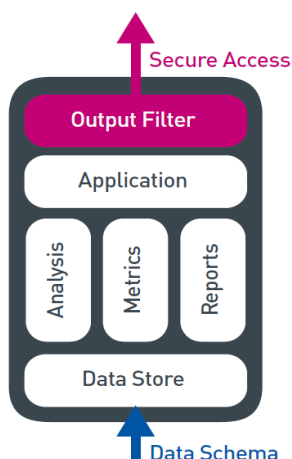 Secure Access
Output Filter
Application
Analysis
Metrics
Reports
Data Store
Data Schema